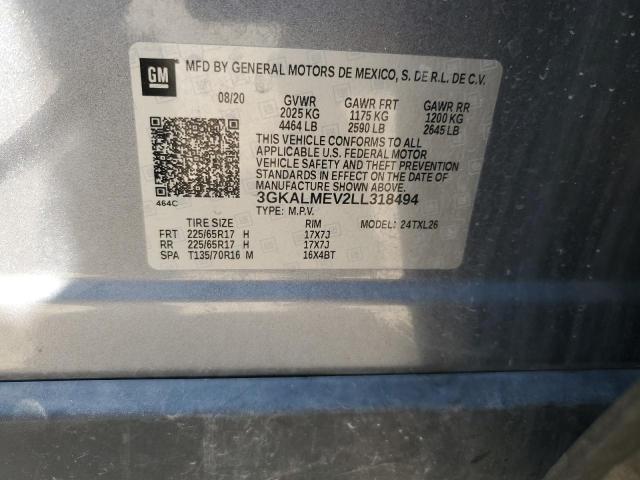 GM
MFD BY GENERAL MOTORS DE MEXICO, S. DE R.L. DE C.V.
08/20 GVWR GAWR FRT GAWR RR
2025 KG 1175 KG 1200 KG
4464 LB 2590 LB 2645 LB
THIS VEHICLE CONFORMS TO ALL
APPLICABLE U.S. FEDERAL MOTOR
VEHICLE SAFETY AND THEFT PREVENTION
STANDARDS IN EFFECT ON THE DATE OF
MANUFACTURE SHOWN ABOVE.
464C
3GKALMEV2LL318494
TYPE: M.P.V. MODEL: 24TXL26
TIRE SIZE RIM
FRT 225/65R17 H 17X7J
RR 225/65R17 H 17X7J
SPA T135/70R16 M 16X4BT